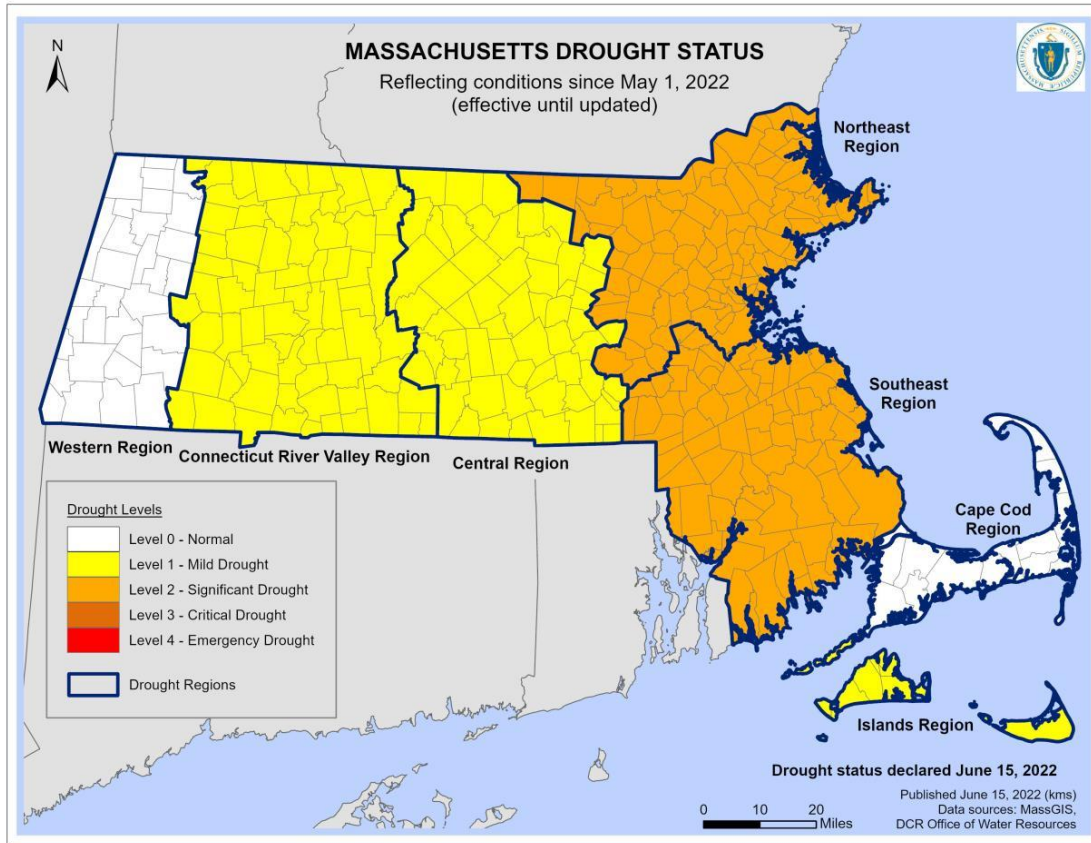 N
MASSACHUSETTS DROUGHT STATUS
Reflecting conditions since May 1, 2022
(effective until updated)
Northeast
Region
Southeast
Region
Western Region
Connecticut River Valley Region
Central Region
Cape Cod
Region
Drought Levels
Level 0 - Normal
Level 1 - Mild Drought
Level 2 - Significant Drought
Level 3 - Critical Drought
Level 4 - Emergency Drought
Drought Regions
Islands Region
Drought status declared June 15, 2022
Published June 15, 2022 (kms)
Data sources: MassGIS,
DCR Office of Water Resources
0 10 20
Miles